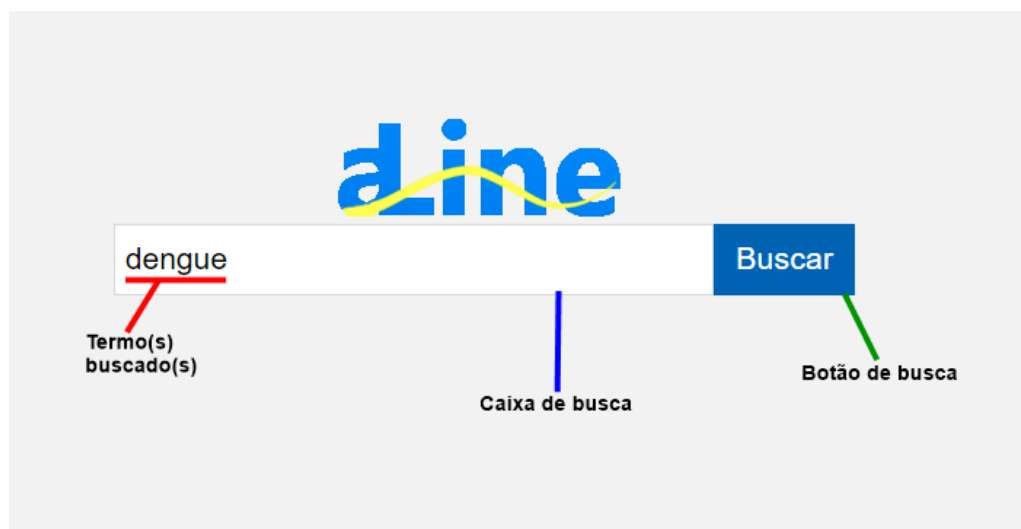 aLine
dengue
Buscar
Termo(s)
buscado(s)
Caixa de busca
Botão de busca